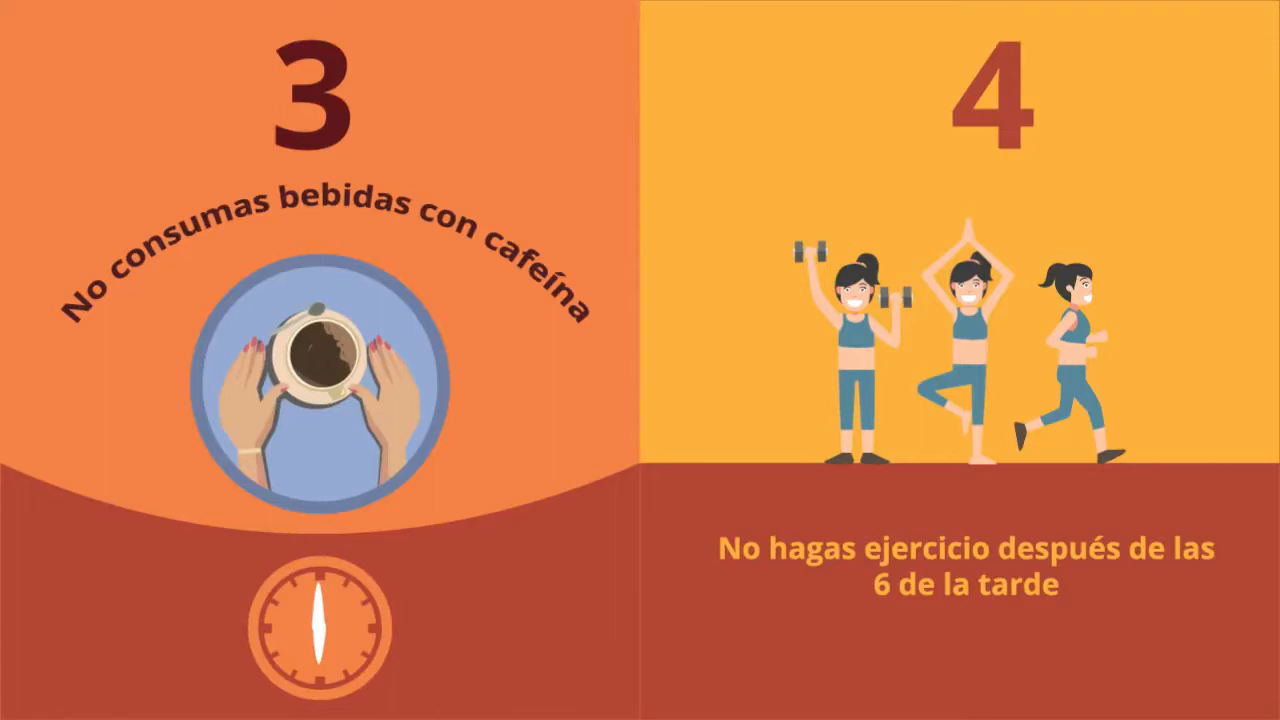 3
No consumas bebidas con cafeína
4
No hagas ejercicio después de las
6 de la tarde